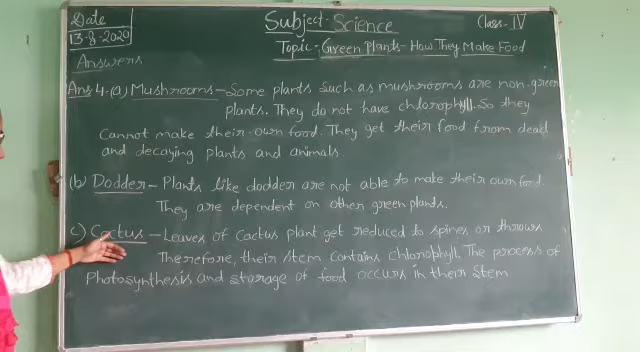 Date
13-8-2020
Subject-Science
Class-IV
Topic-Green Plants-How They Make Food
Answers
Ans 4.(a) Mushrooms - Some plants such as mushrooms are non-green
plants. They do not have chlorophyll. So they
cannot make their own food. They get their food from dead
and decaying plants and animals.
(b) Dodder - Plants like dodder are not able to make their own food.
They are dependent on other green plants.
c) Cactus - Leaves of Cactus plant get reduced to spines or
Therefore, their stem contains chlorophyll. The process of
Photosynthesis and storage of food occurs in their stem